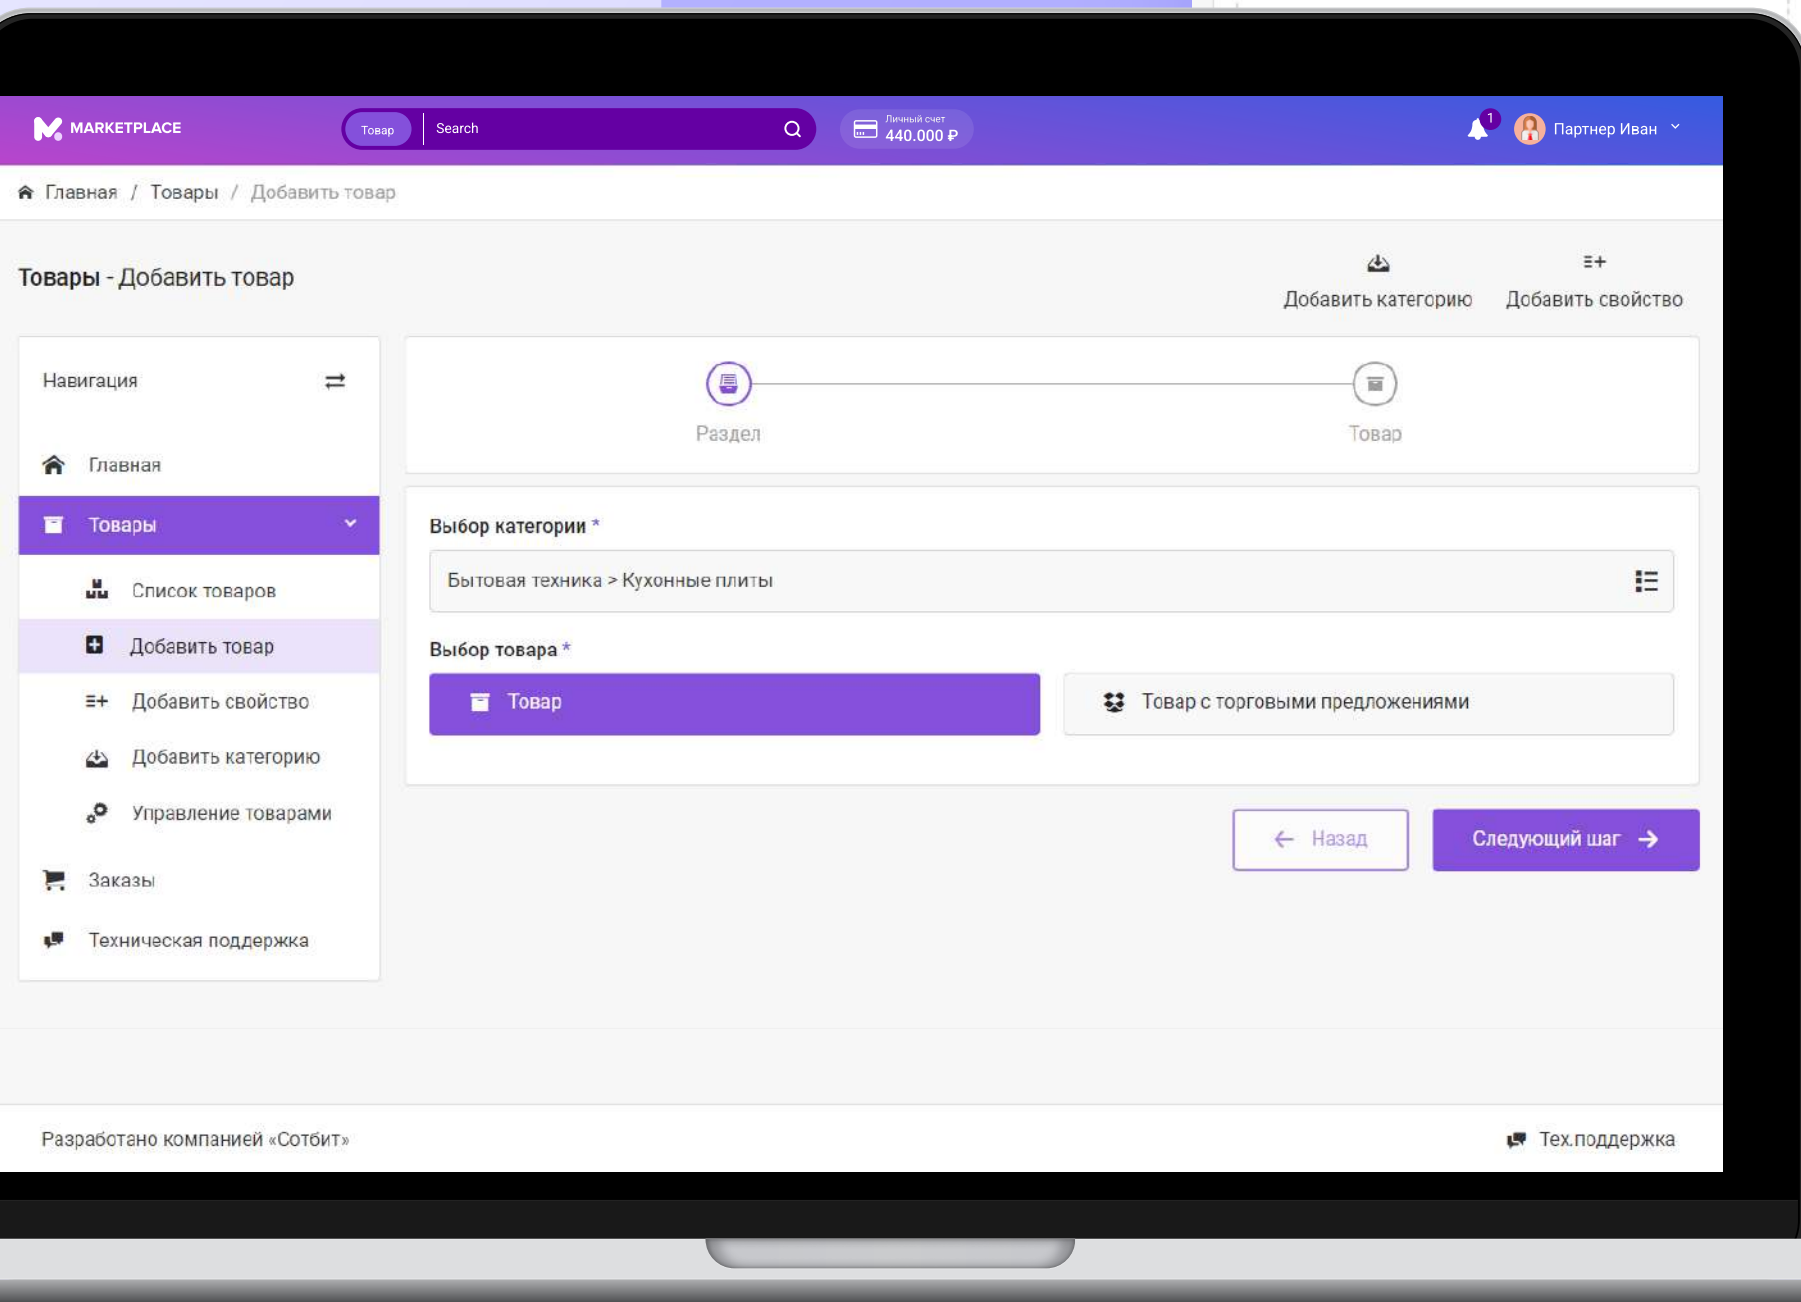 MARKETPLACE
Товар
Search
Личный счет
440.000 ₽
1
Партнер Иван
Главная / Товары / Добавить товар
Товары - Добавить товар
Добавить категорию
Добавить свойство
Навигация
Главная
Товары
Список товаров
Добавить товар
Добавить свойство
Добавить категорию
Управление товарами
Заказы
Техническая поддержка
Раздел
Товар
Выбор категории *
Бытовая техника > Кухонные плиты
Выбор товара *
Товар
Товар с торговыми предложениями
Назад
Следующий шаг
Разработано компанией «Сотбит»
Тех.поддержка